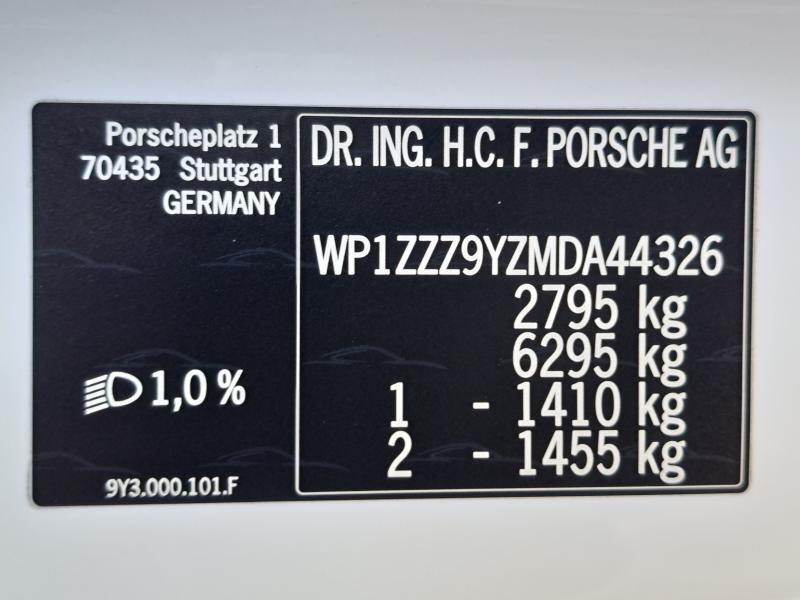 Porscheplatz 1
70435 Stuttgart
GERMANY
1,0 %
9Y3.000.101.F
DR. ING. H.C. F. PORSCHE AG
WP1ZZZ9YZMDA44326
2795 kg
6295 kg
1 - 1410 kg
2 - 1455 kg